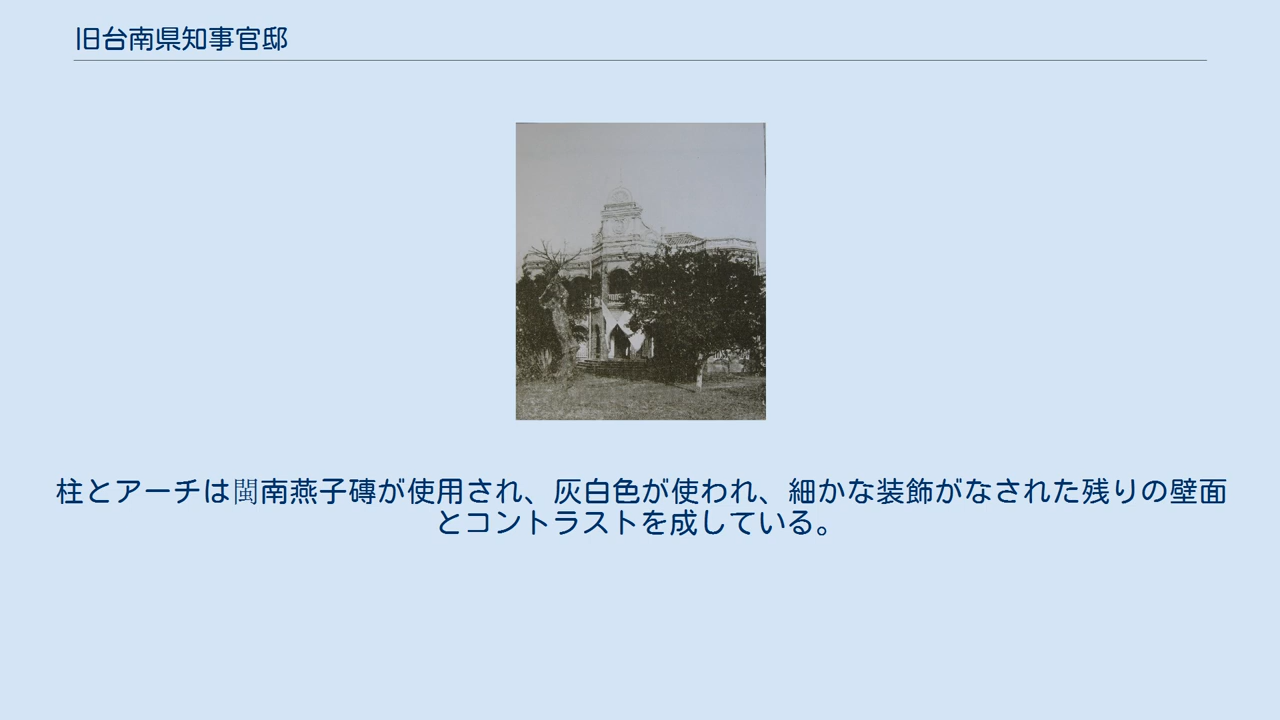 旧台南県知事官邸
柱とアーチは閩南燕子磚が使用され、灰白色が使われ、細かな装飾がなされた残りの壁面
とコントラストを成している。